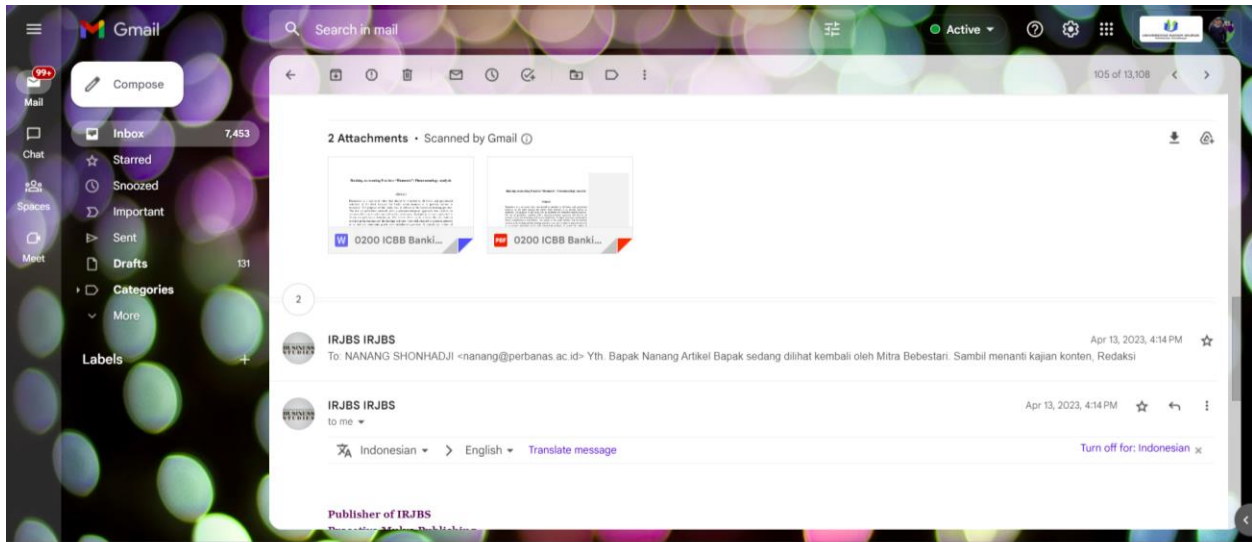 Gmail
Search in mail
Active
99+
Mail
Compose
105 of 13,108
Inbox 7,453
2 Attachments • Scanned by Gmail
Chat
Starred
Snoozed
Spaces
Important
Sent
W 0200 ICBB Banki...
PDF 0200 ICBB Banki...
Meet
Drafts 131
Categories
2
More
IRJBS IRJBS
Apr 13, 2023, 4:14 PM
Labels
To: NANANG SHONHADJI <nanang@perbanas.ac.id> Yth. Bapak Nanang Artikel Bapak sedang dilihat kembali oleh Mitra Bebestari. Sambil menanti kajian konten, Redaksi
IRJBS IRJBS
Apr 13, 2023, 4:14 PM
to me
Indonesian > English Translate message
Turn off for: Indonesian ×
Publisher of IRJBS